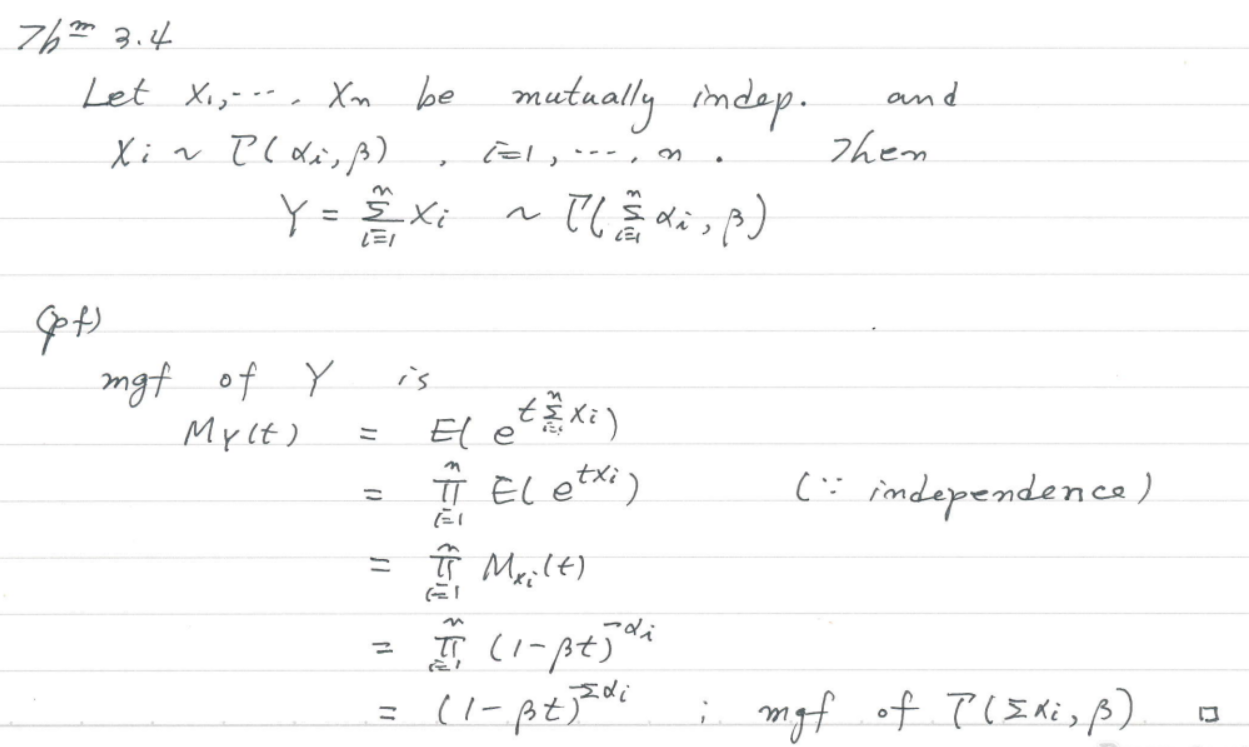 Thm 3.4
Let X₁, ⋯, Xₙ be mutually indep. and
Xᵢ ~ Γ(αᵢ, β), i=1, ⋯, n. Then
Y = Σᵢ₌₁ⁿ Xᵢ ~ Γ(Σᵢ₌₁ⁿ αᵢ, β)
(pf)
mgf of Y is
M_Y(t) = E(e^{t Σᵢ₌₁ⁿ Xᵢ})
= ∏ᵢ₌₁ⁿ E(e^{tXᵢ}) (∵ independence)
= ∏ᵢ₌₁ⁿ M_{Xᵢ}(t)
= ∏ᵢ₌₁ⁿ (1-βt)^{-αᵢ}
= (1-βt)^{-Σαᵢ} ; mgf of Γ(Σαᵢ, β) □